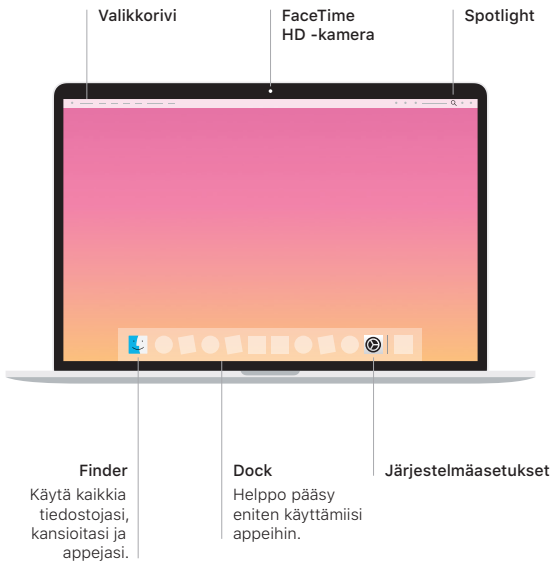 Valikkorivi
FaceTime
HD -kamera
Spotlight
Finder
Käytä kaikkia
tiedostojasi,
kansioitasi ja
appejasi.
Dock
Helppo pääsy
eniten käyttämiisi
appeihin.
Järjestelmäasetukset